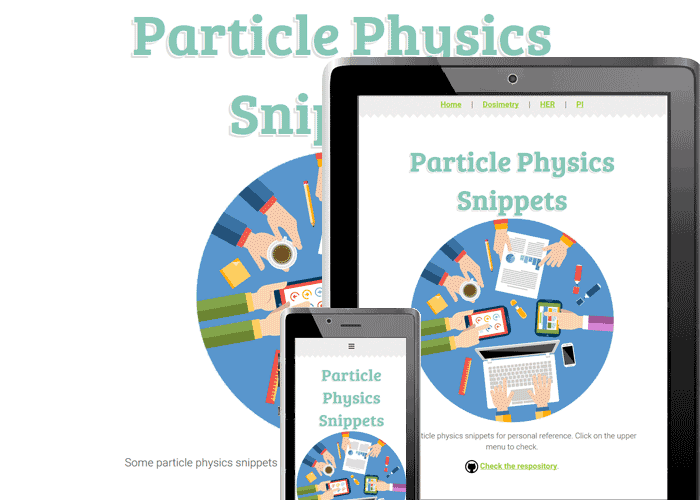 Particle Physics
Snip
Some particle physics snippets
Home | Dosimetry | HER | PI
Particle Physics
Snippets
ticle physics snippets for personal reference. Click on the upper
menu to check.
Check the respository.
Particle
Physics
Snippets